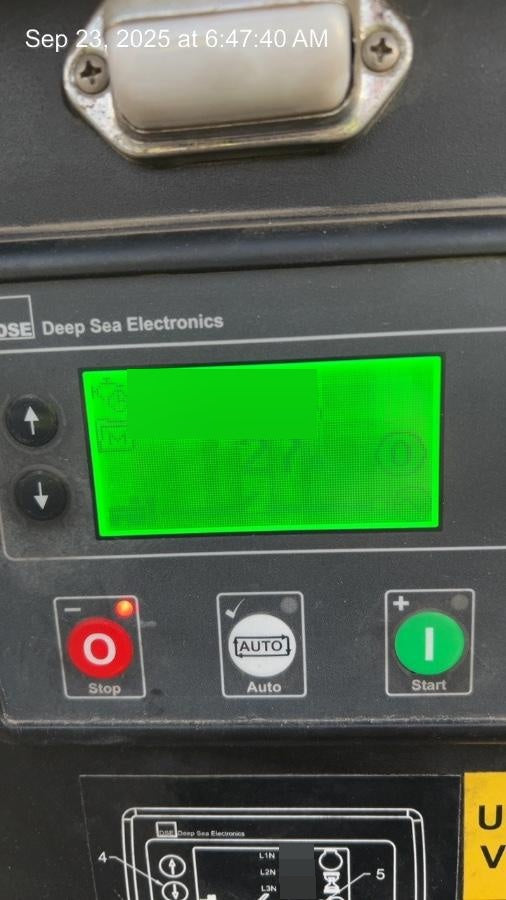 Sep 23, 2025 at 6:47:40 AM
DSE Deep Sea Electronics
− O Stop
AUTO Auto
+ I Start
DSE Deep Sea Electronics
L1N
L2N
L3N
4
5
U
V